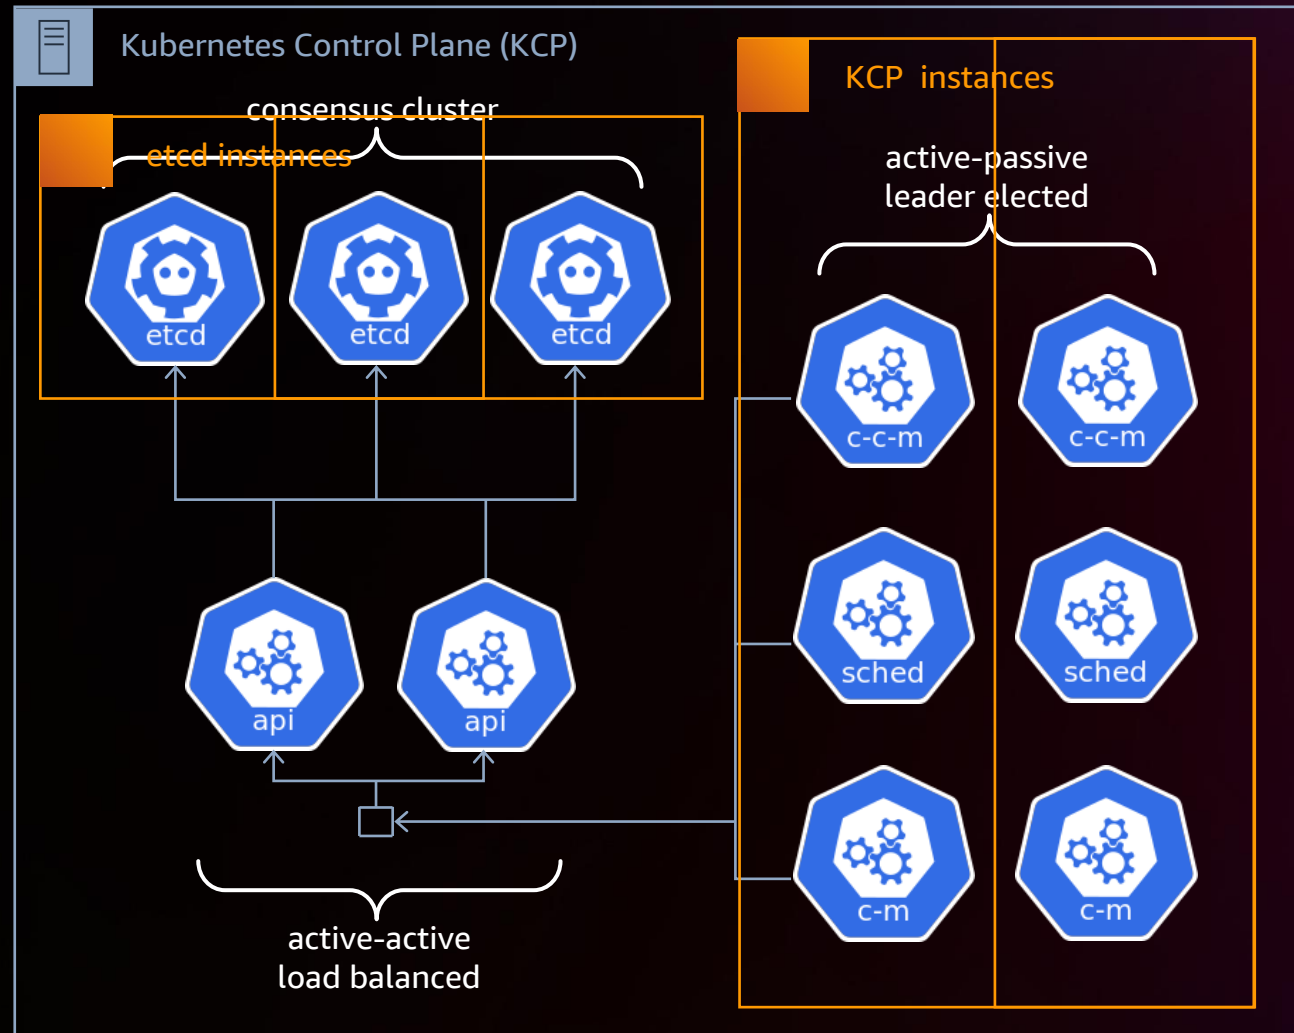 Kubernetes Control Plane (KCP)
KCP instances
consensus cluster
etcd instances
etcd
etcd
etcd
active-passive
leader elected
c-c-m
c-c-m
sched
sched
c-m
c-m
api
api
active-active
load balanced